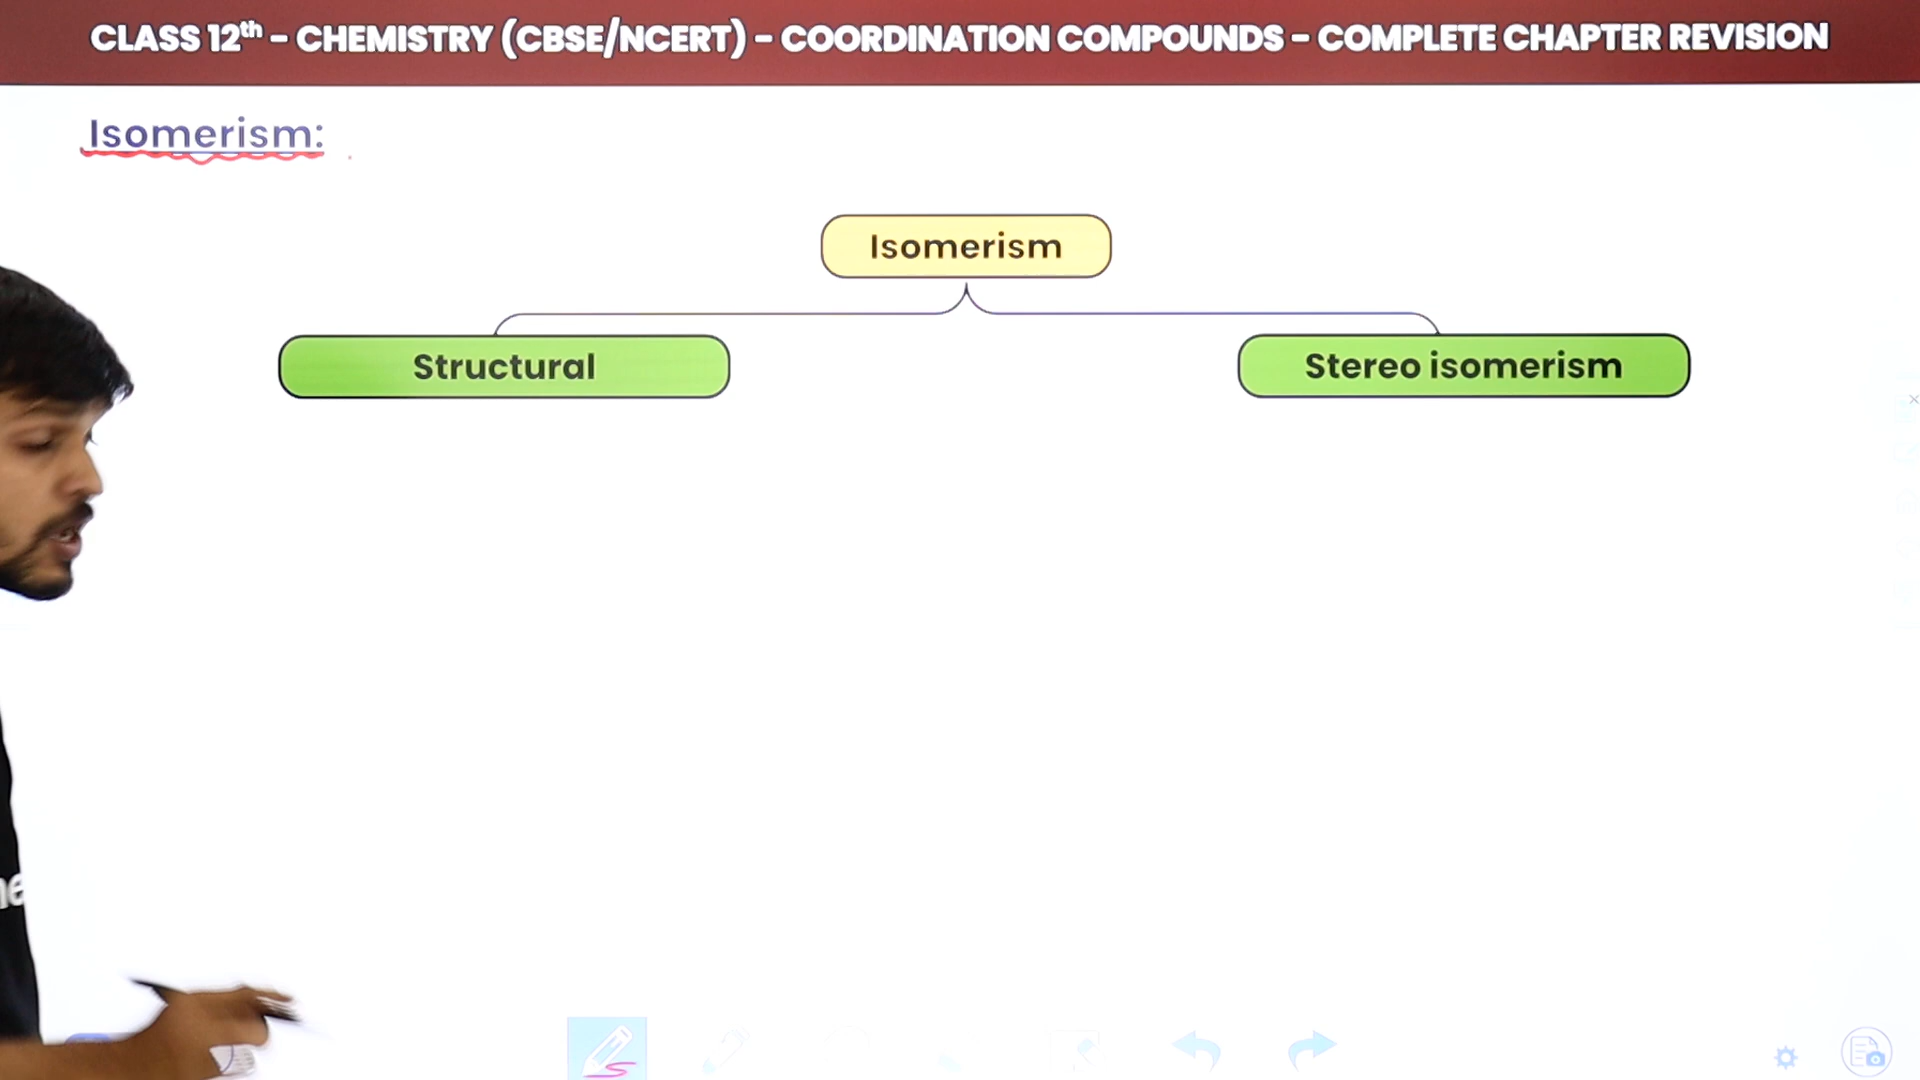 CLASS 12th - CHEMISTRY (CBSE/NCERT) - COORDINATION COMPOUNDS - COMPLETE CHAPTER REVISION
Isomerism:
Isomerism
Structural
Stereo isomerism